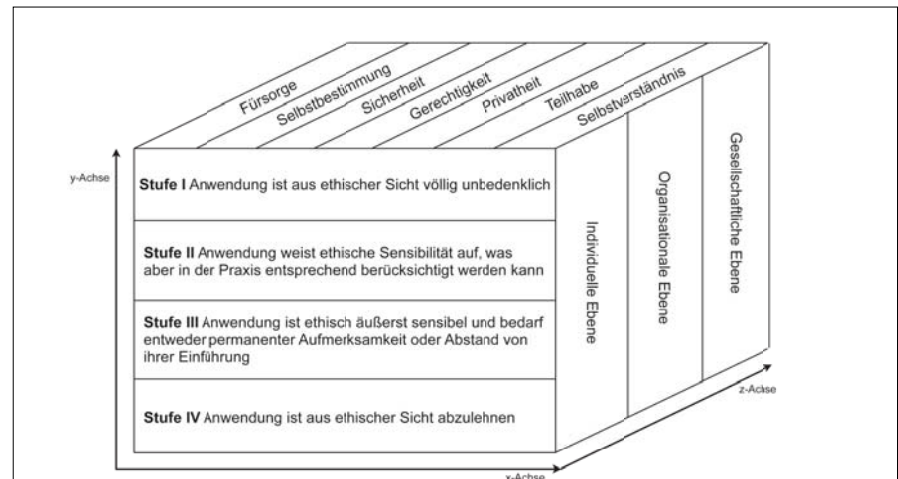 Fürsorge
Selbstbestimmung
Sicherheit
Gerechtigkeit
Privatheit
Teilhabe
Selbstverständnis
y-Achse
Stufe I Anwendung ist aus ethischer Sicht völlig unbedenklich
Stufe II Anwendung weist ethische Sensibilität auf, was
aber in der Praxis entsprechend berücksichtigt werden kann
Stufe III Anwendung ist ethisch äußerst sensibel und bedarf
entweder permanenter Aufmerksamkeit oder Abstand von
ihrer Einführung
Stufe IV Anwendung ist aus ethischer Sicht abzulehnen
Individuelle Ebene
Organisationale Ebene
Gesellschaftliche Ebene
z-Achse
x-Achse